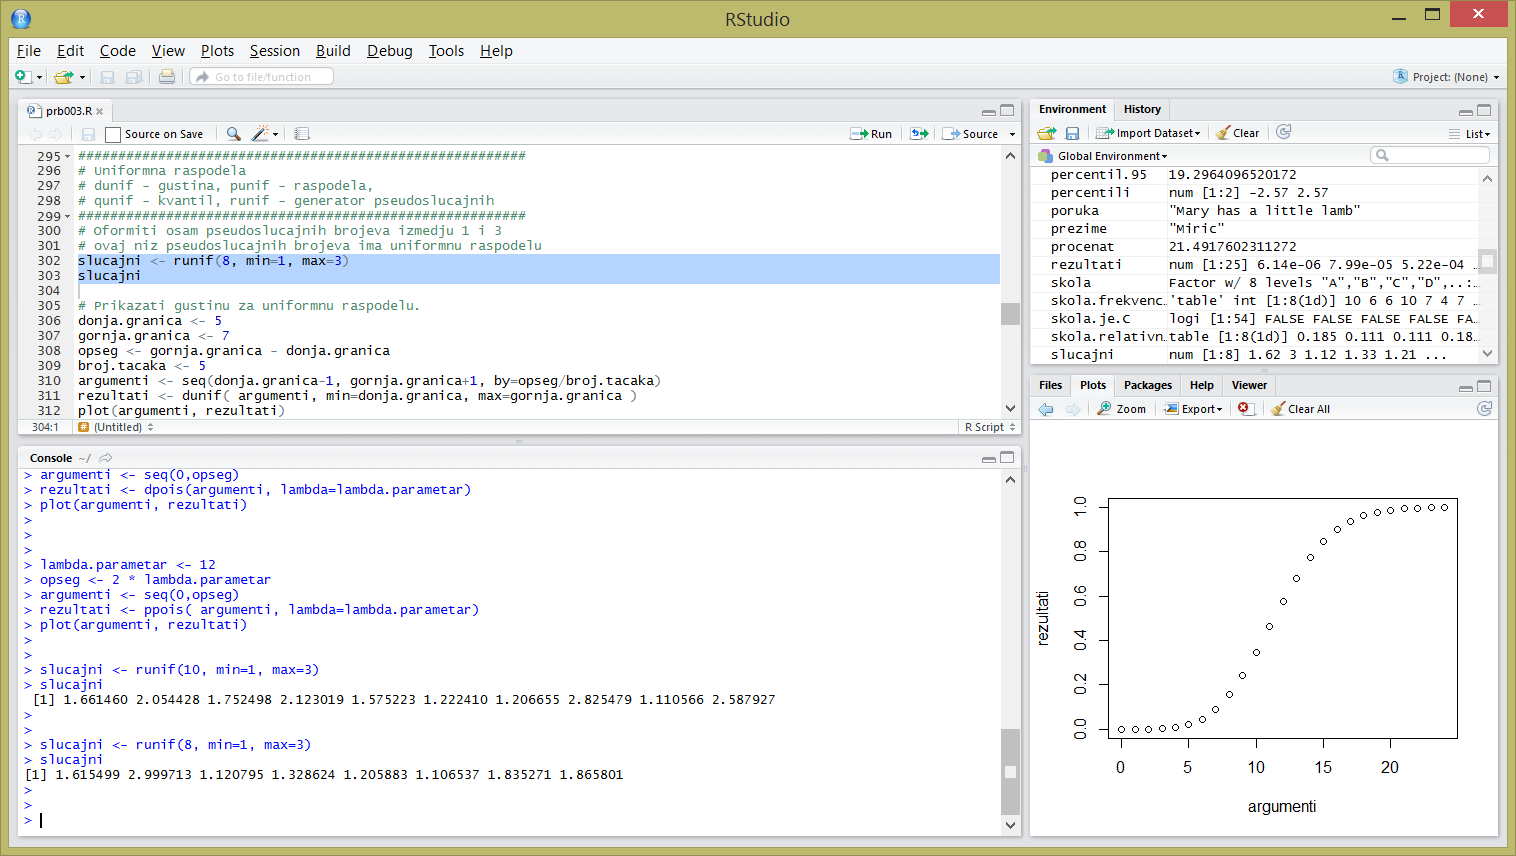 RStudio
File Edit Code View Plots Session Build Debug Tools Help
Go to file/function
Project: (None)
prb003.R
Source on Save
Run
Source
295 ########################################################
296 # Uniformna raspodela
297 # dunif - gustina, punif - raspodela,
298 # qunif - kvantil, runif - generator pseudoslucajnih
299 ########################################################
300 # Oformiti osam pseudoslucajnih brojeva izmedju 1 i 3
301 # ovaj niz pseudoslucajnih brojeva ima uniformnu raspodelu
302 slucajni <- runif(8, min=1, max=3)
303 slucajni
304
305 # Prikazati gustinu za uniformnu raspodelu.
306 donja.granica <- 5
307 gornja.granica <- 7
308 opseg <- gornja.granica - donja.granica
309 broj.tacaka <- 5
310 argumenti <- seq(donja.granica-1, gornja.granica+1, by=opseg/broj.tacaka)
311 rezultati <- dunif( argumenti, min=donja.granica, max=gornja.granica )
312 plot(argumenti, rezultati)
304:1 # (Untitled) R Script
Console ~/
> argumenti <- seq(0,opseg)
> rezultati <- dpois(argumenti, lambda=lambda.parametar)
> plot(argumenti, rezultati)
>
>
>
> lambda.parametar <- 12
> opseg <- 2 * lambda.parametar
> argumenti <- seq(0,opseg)
> rezultati <- ppois( argumenti, lambda=lambda.parametar)
> plot(argumenti, rezultati)
>
>
> slucajni <- runif(10, min=1, max=3)
> slucajni
[1] 1.661460 2.054428 1.752498 2.123019 1.575223 1.222410 1.206655 2.825479 1.110566 2.587927
>
>
> slucajni <- runif(8, min=1, max=3)
> slucajni
[1] 1.615499 2.999713 1.120795 1.328624 1.205883 1.106537 1.835271 1.865801
>
>
>
Environment History
Import Dataset Clear List
Global Environment
percentil.95 19.2964096520172
percentili num [1:2] -2.57 2.57
poruka "Mary has a little lamb"
prezime "Miric"
procenat 21.4917602311272
rezultati num [1:25] 6.14e-06 7.99e-05 5.22e-04 ...
skola Factor w/ 8 levels "A","B","C","D",..:…
skola.frekvenc… 'table' int [1:8(1d)] 10 6 6 10 7 4 7 …
skola.je.C logi [1:54] FALSE FALSE FALSE FALSE FA…
skola.relativn… table [1:8(1d)] 0.185 0.111 0.111 0.18…
slucajni num [1:8] 1.62 3 1.12 1.33 1.21 ...
Files Plots Packages Help Viewer
Zoom Export Clear All
rezultati
1.0
0.8
0.6
0.4
0.2
0.0
0 5 10 15 20
argumenti